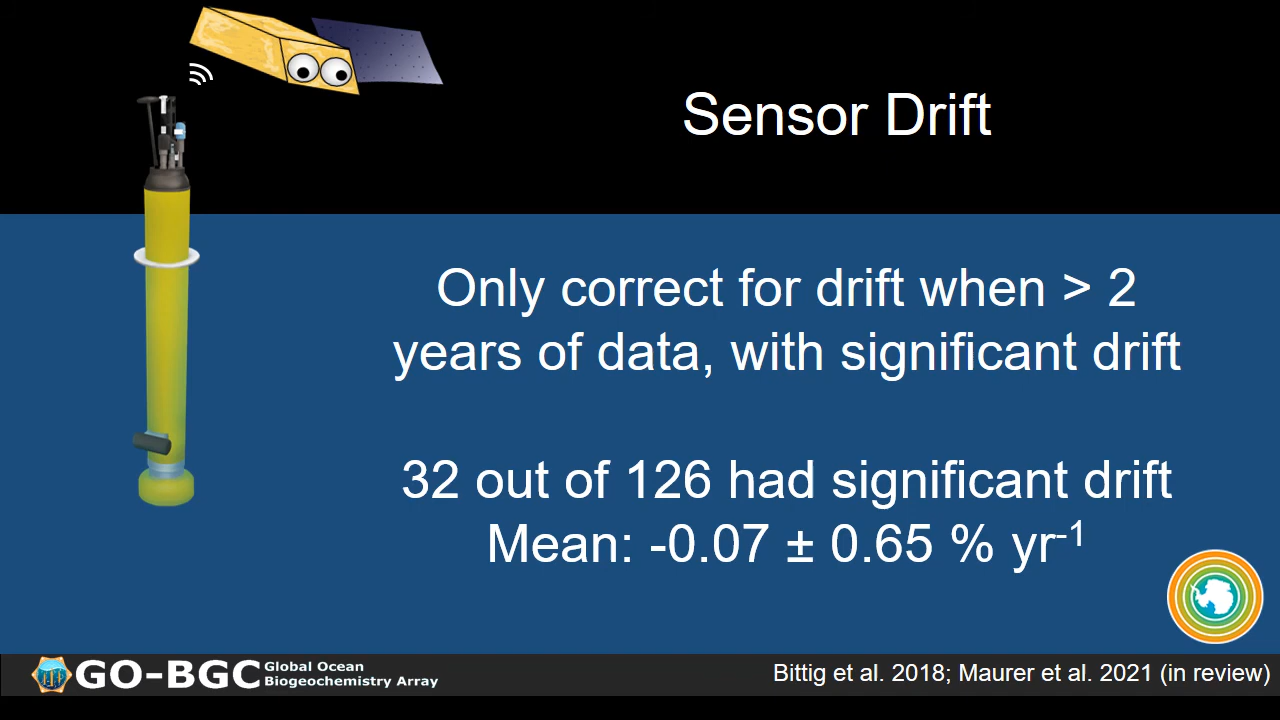 Sensor Drift
Only correct for drift when > 2
years of data, with significant drift
32 out of 126 had significant drift
Mean: -0.07 ± 0.65 % yr⁻¹
GO-BGC Global Ocean
Biogeochemistry Array
Bittig et al. 2018; Maurer et al. 2021 (in review)